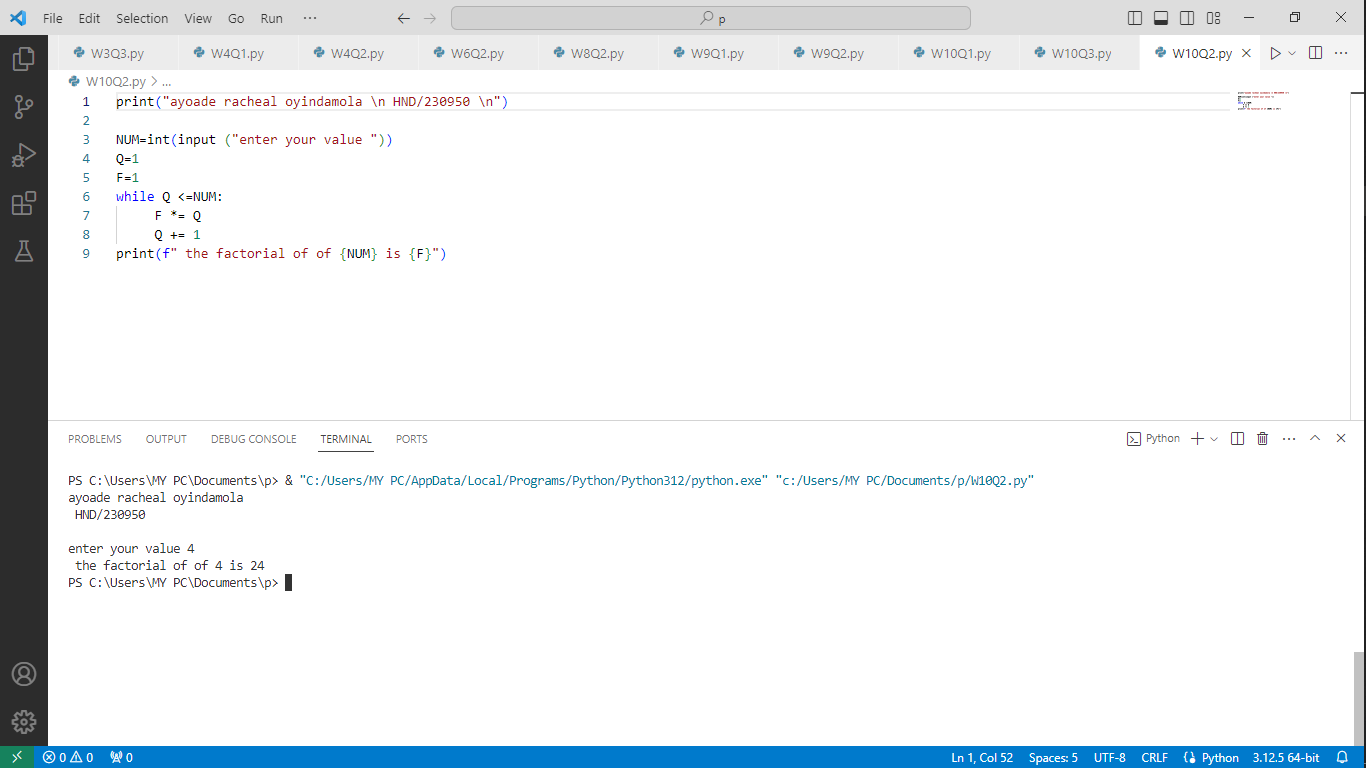 File Edit Selection View Go Run ··· p
W3Q3.py W4Q1.py W4Q2.py W6Q2.py W8Q2.py W9Q1.py W9Q2.py W10Q1.py W10Q3.py W10Q2.py
W10Q2.py > ...
1 print("ayoade racheal oyindamola \n HND/230950 \n")
2
3 NUM=int(input ("enter your value "))
4 Q=1
5 F=1
6 while Q <=NUM:
7 F *= Q
8 Q += 1
9 print(f" the factorial of of {NUM} is {F}")
PROBLEMS OUTPUT DEBUG CONSOLE TERMINAL PORTS Python
PS C:\Users\MY PC\Documents\p> & "C:/Users/MY PC/AppData/Local/Programs/Python/Python312/python.exe" "c:/Users/MY PC/Documents/p/W10Q2.py"
ayoade racheal oyindamola
HND/230950
enter your value 4
the factorial of of 4 is 24
PS C:\Users\MY PC\Documents\p>
0 0 0 Ln 1, Col 52 Spaces: 5 UTF-8 CRLF Python 3.12.5 64-bit